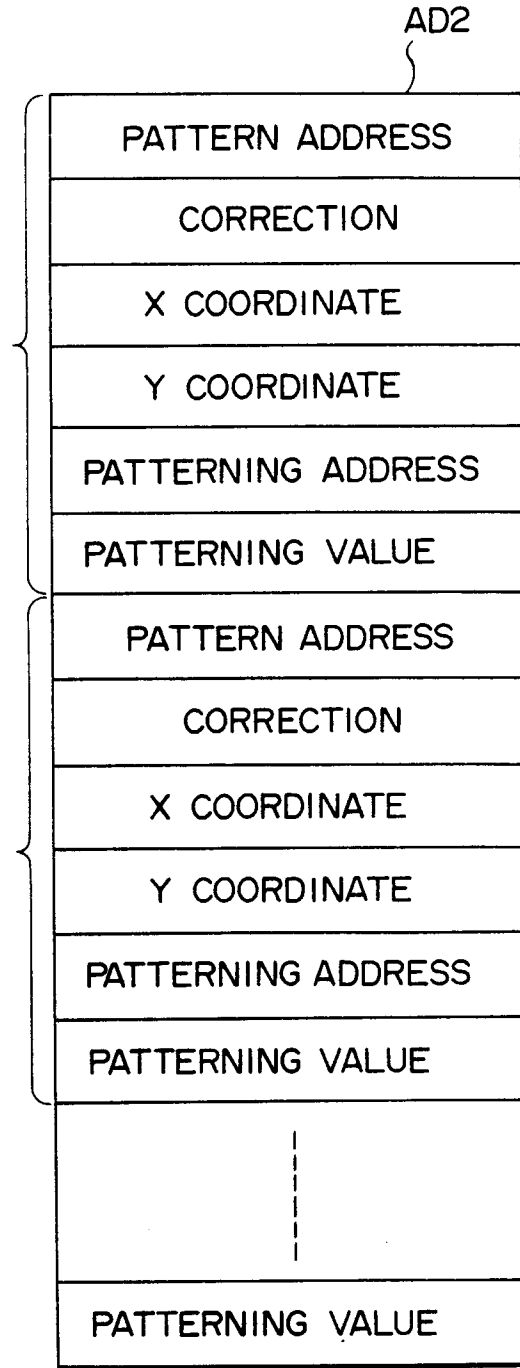 AD2
PATTERN ADDRESS
CORRECTION
X COORDINATE
Y COORDINATE
PATTERNING ADDRESS
PATTERNING VALUE
PATTERN ADDRESS
CORRECTION
X COORDINATE
Y COORDINATE
PATTERNING ADDRESS
PATTERNING VALUE
PATTERNING VALUE